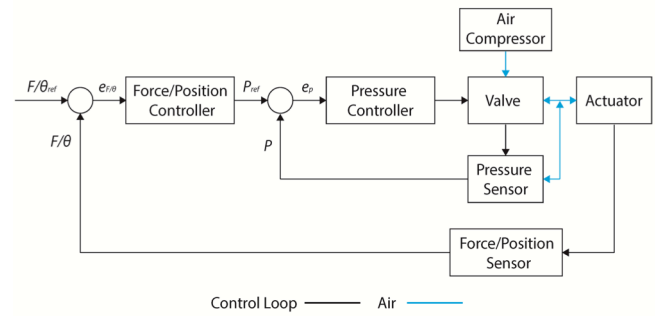 Air
Compressor
F/θref
eF/θ
Force/Position
Controller
Pref
ep
Pressure
Controller
Valve
Actuator
F/θ
P
Pressure
Sensor
Force/Position
Sensor
Control Loop
Air